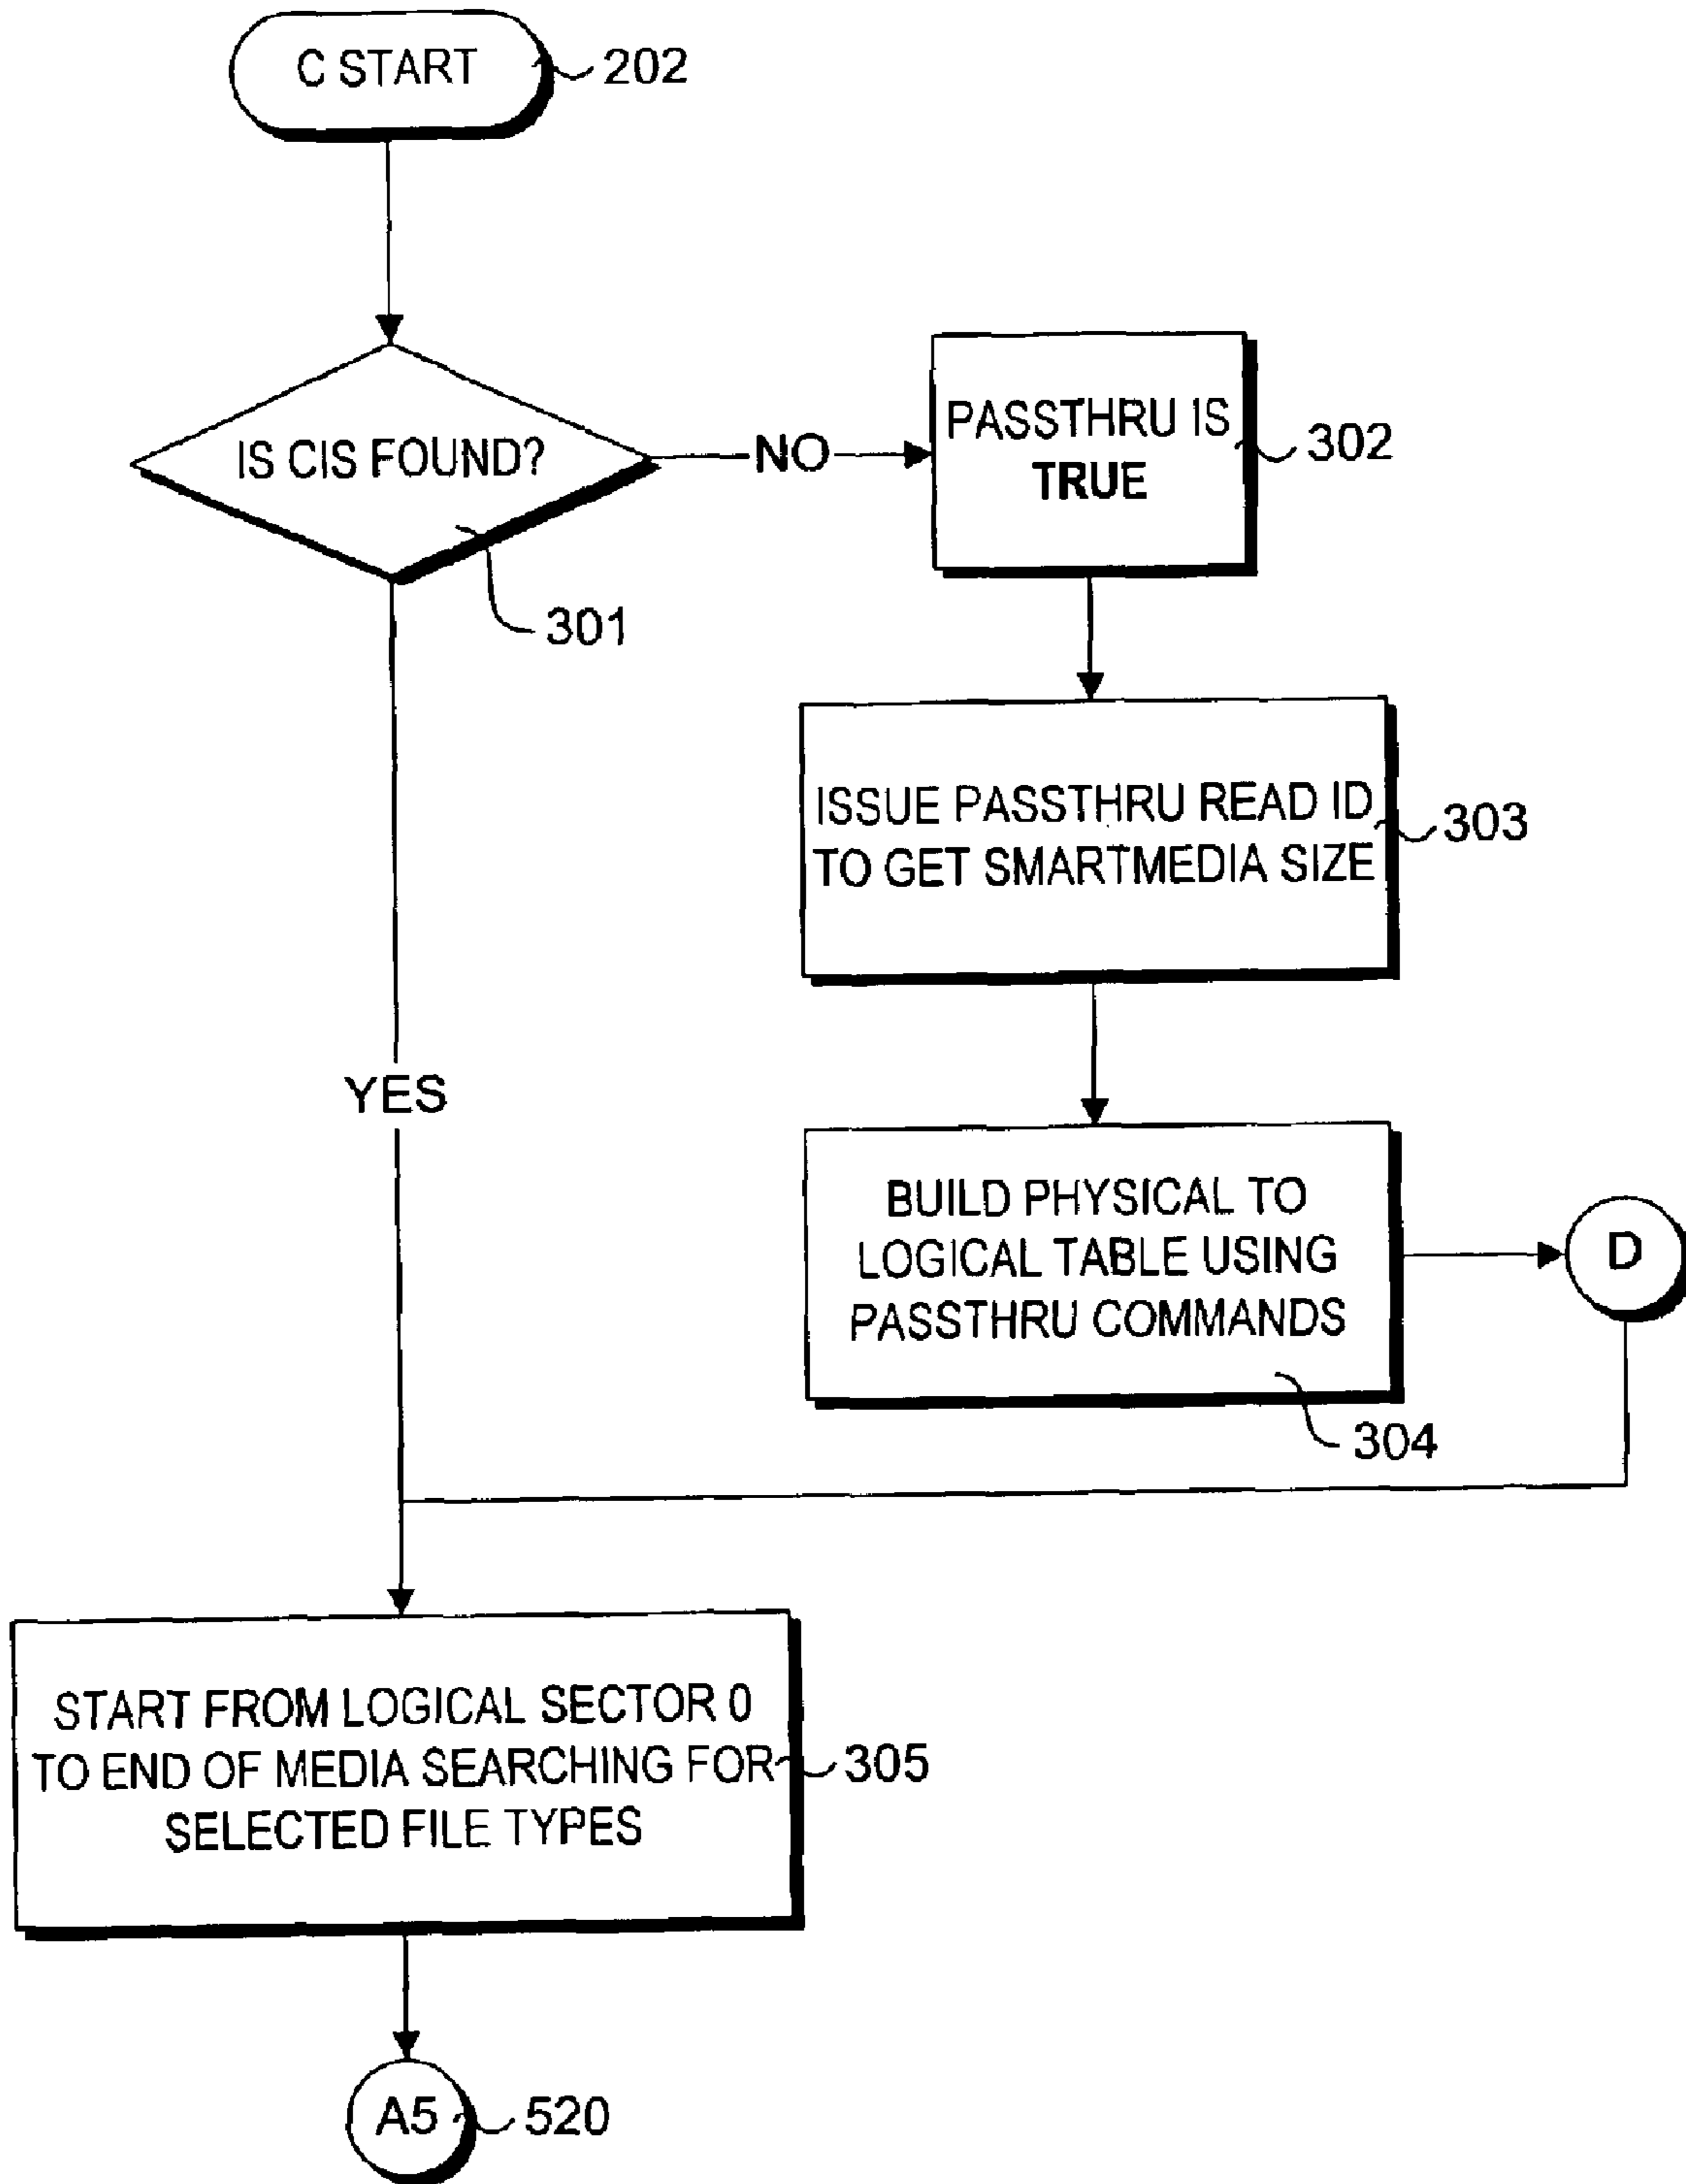 C START
202
IS CIS FOUND?
301
NO
PASSTHRU IS
TRUE
302
ISSUE PASSTHRU READ ID
TO GET SMARTMEDIA SIZE
303
YES
BUILD PHYSICAL TO
LOGICAL TABLE USING
PASSTHRU COMMANDS
304
D
START FROM LOGICAL SECTOR 0
TO END OF MEDIA SEARCHING FOR
SELECTED FILE TYPES
305
A5
520